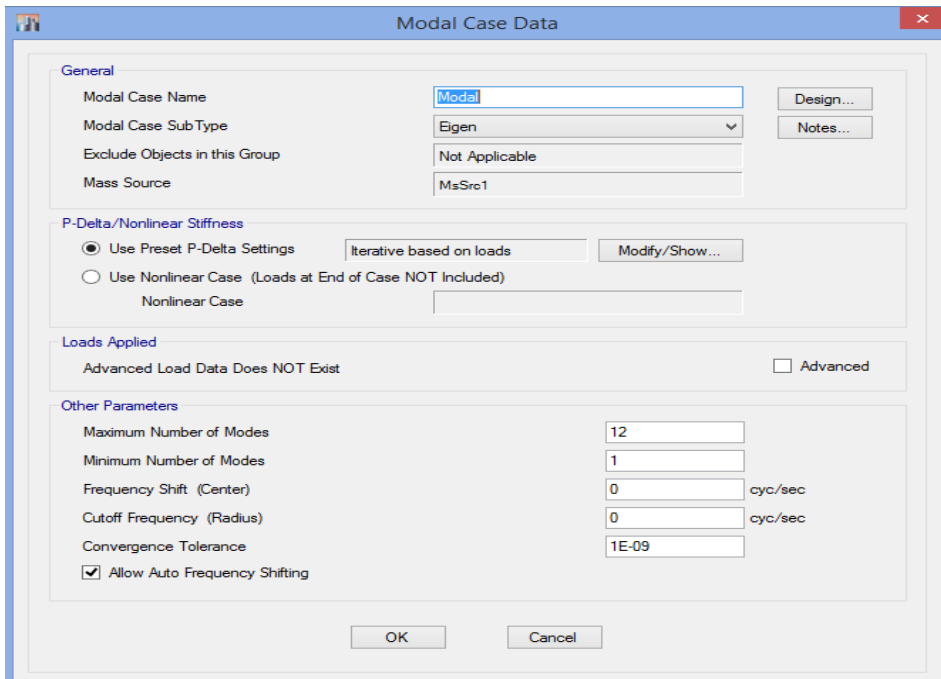 Modal Case Data
General
Modal Case Name Modal Design...
Modal Case SubType Eigen Notes...
Exclude Objects in this Group Not Applicable
Mass Source MsSrc1
P-Delta/Nonlinear Stiffness
Use Preset P-Delta Settings Iterative based on loads Modify/Show...
Use Nonlinear Case (Loads at End of Case NOT Included)
Nonlinear Case
Loads Applied
Advanced Load Data Does NOT Exist Advanced
Other Parameters
Maximum Number of Modes 12
Minimum Number of Modes 1
Frequency Shift (Center) 0 cyc/sec
Cutoff Frequency (Radius) 0 cyc/sec
Convergence Tolerance 1E-09
Allow Auto Frequency Shifting
OK Cancel